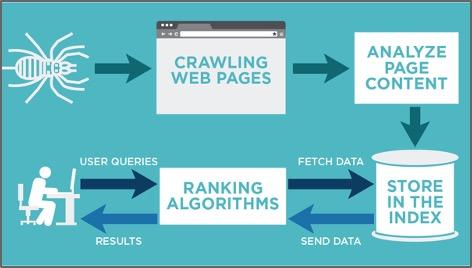 CRAWLING
WEB PAGES
ANALYZE
PAGE
CONTENT
USER QUERIES
FETCH DATA
RANKING
ALGORITHMS
STORE
IN THE
INDEX
RESULTS
SEND DATA